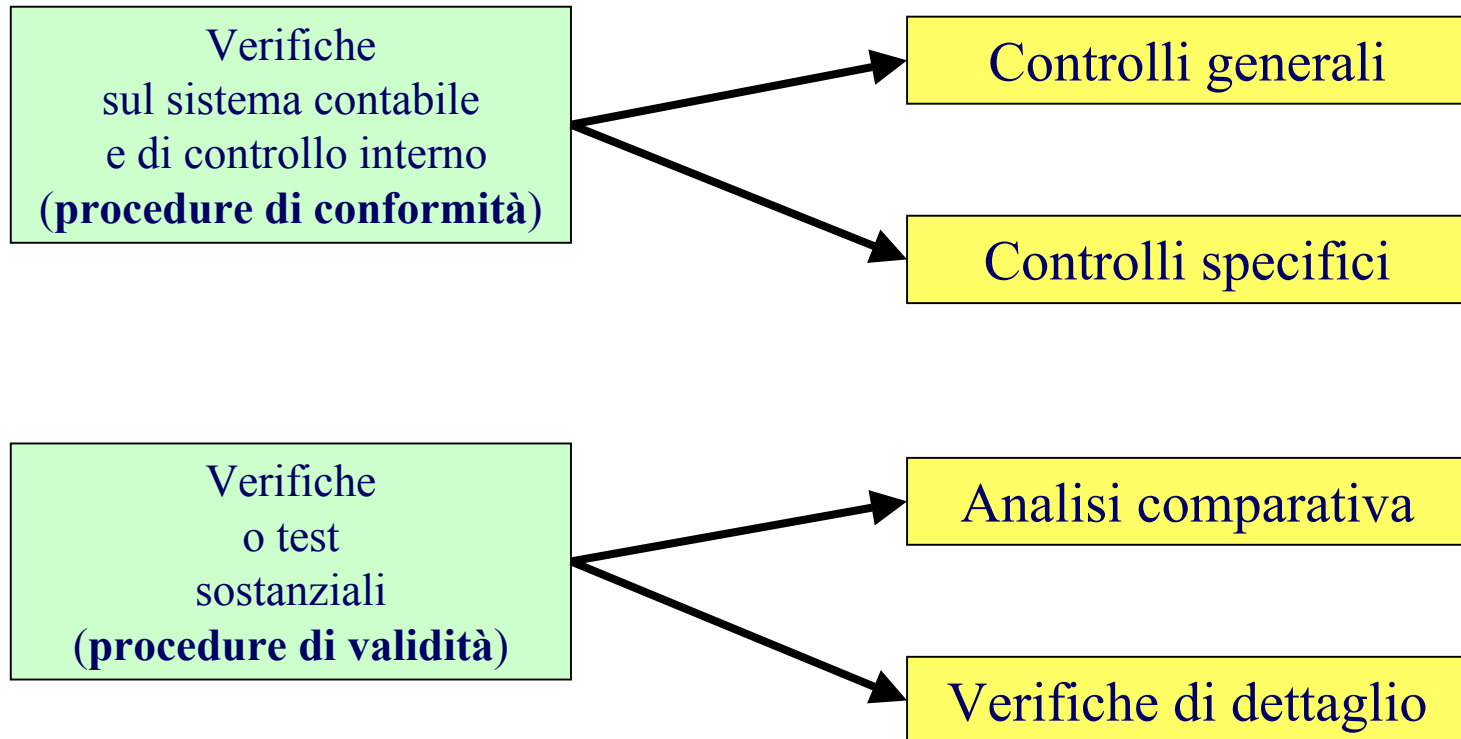 Verifiche
sul sistema contabile
e di controllo interno
(procedure di conformità)
Controlli generali
Controlli specifici
Verifiche
o test
sostanziali
(procedure di validità)
Analisi comparativa
Verifiche di dettaglio